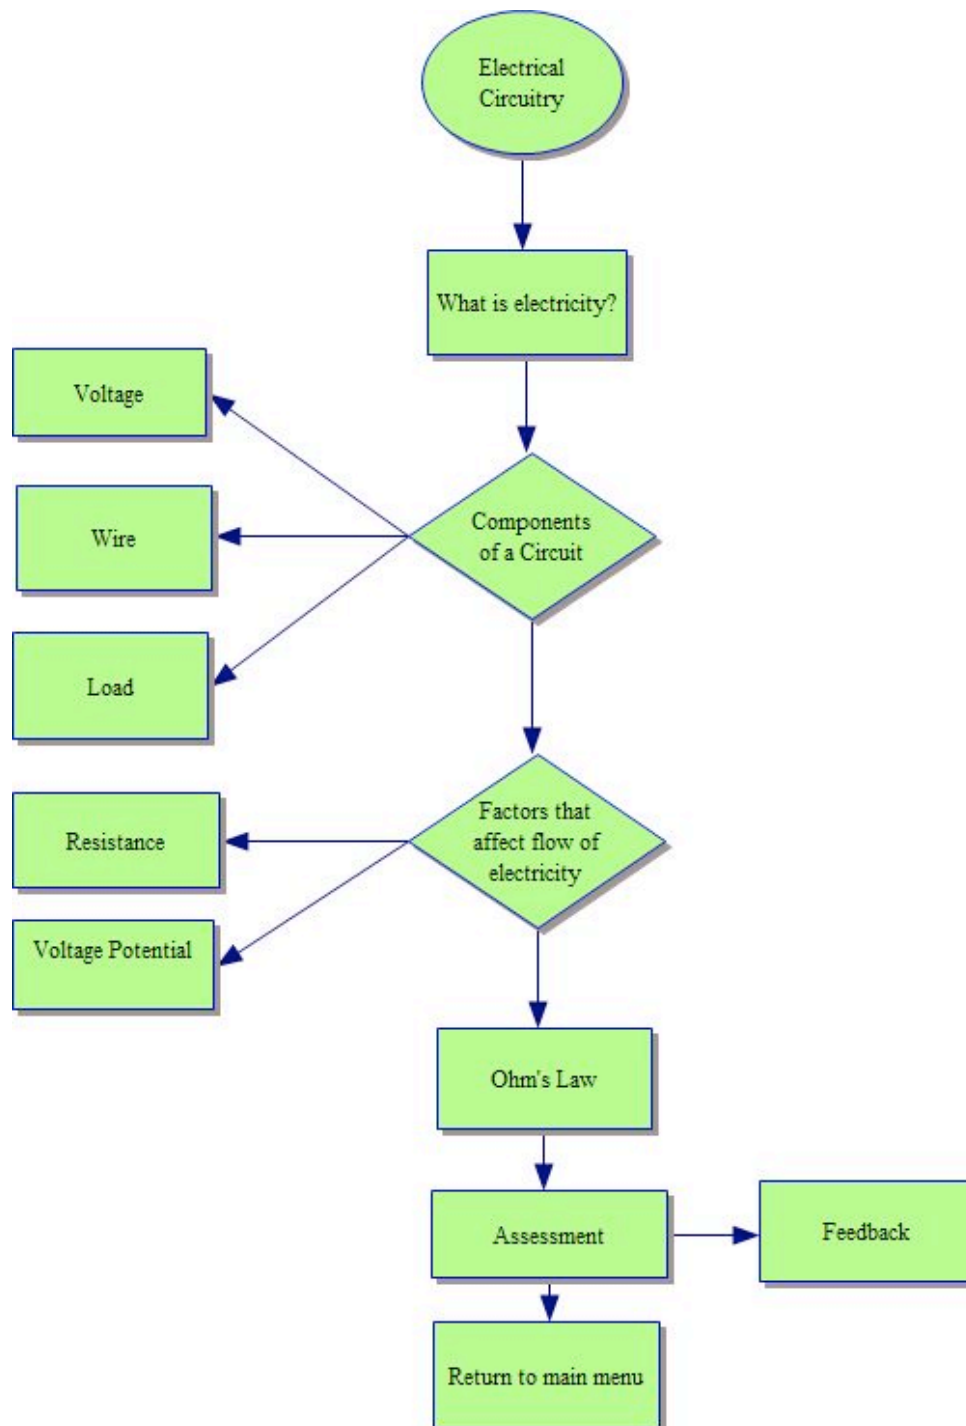 Electrical
Circuitry
What is electricity?
Voltage
Wire
Components
of a Circuit
Load
Factors that
affect flow of
electricity
Resistance
Voltage Potential
Ohm's Law
Assessment
Feedback
Return to main menu